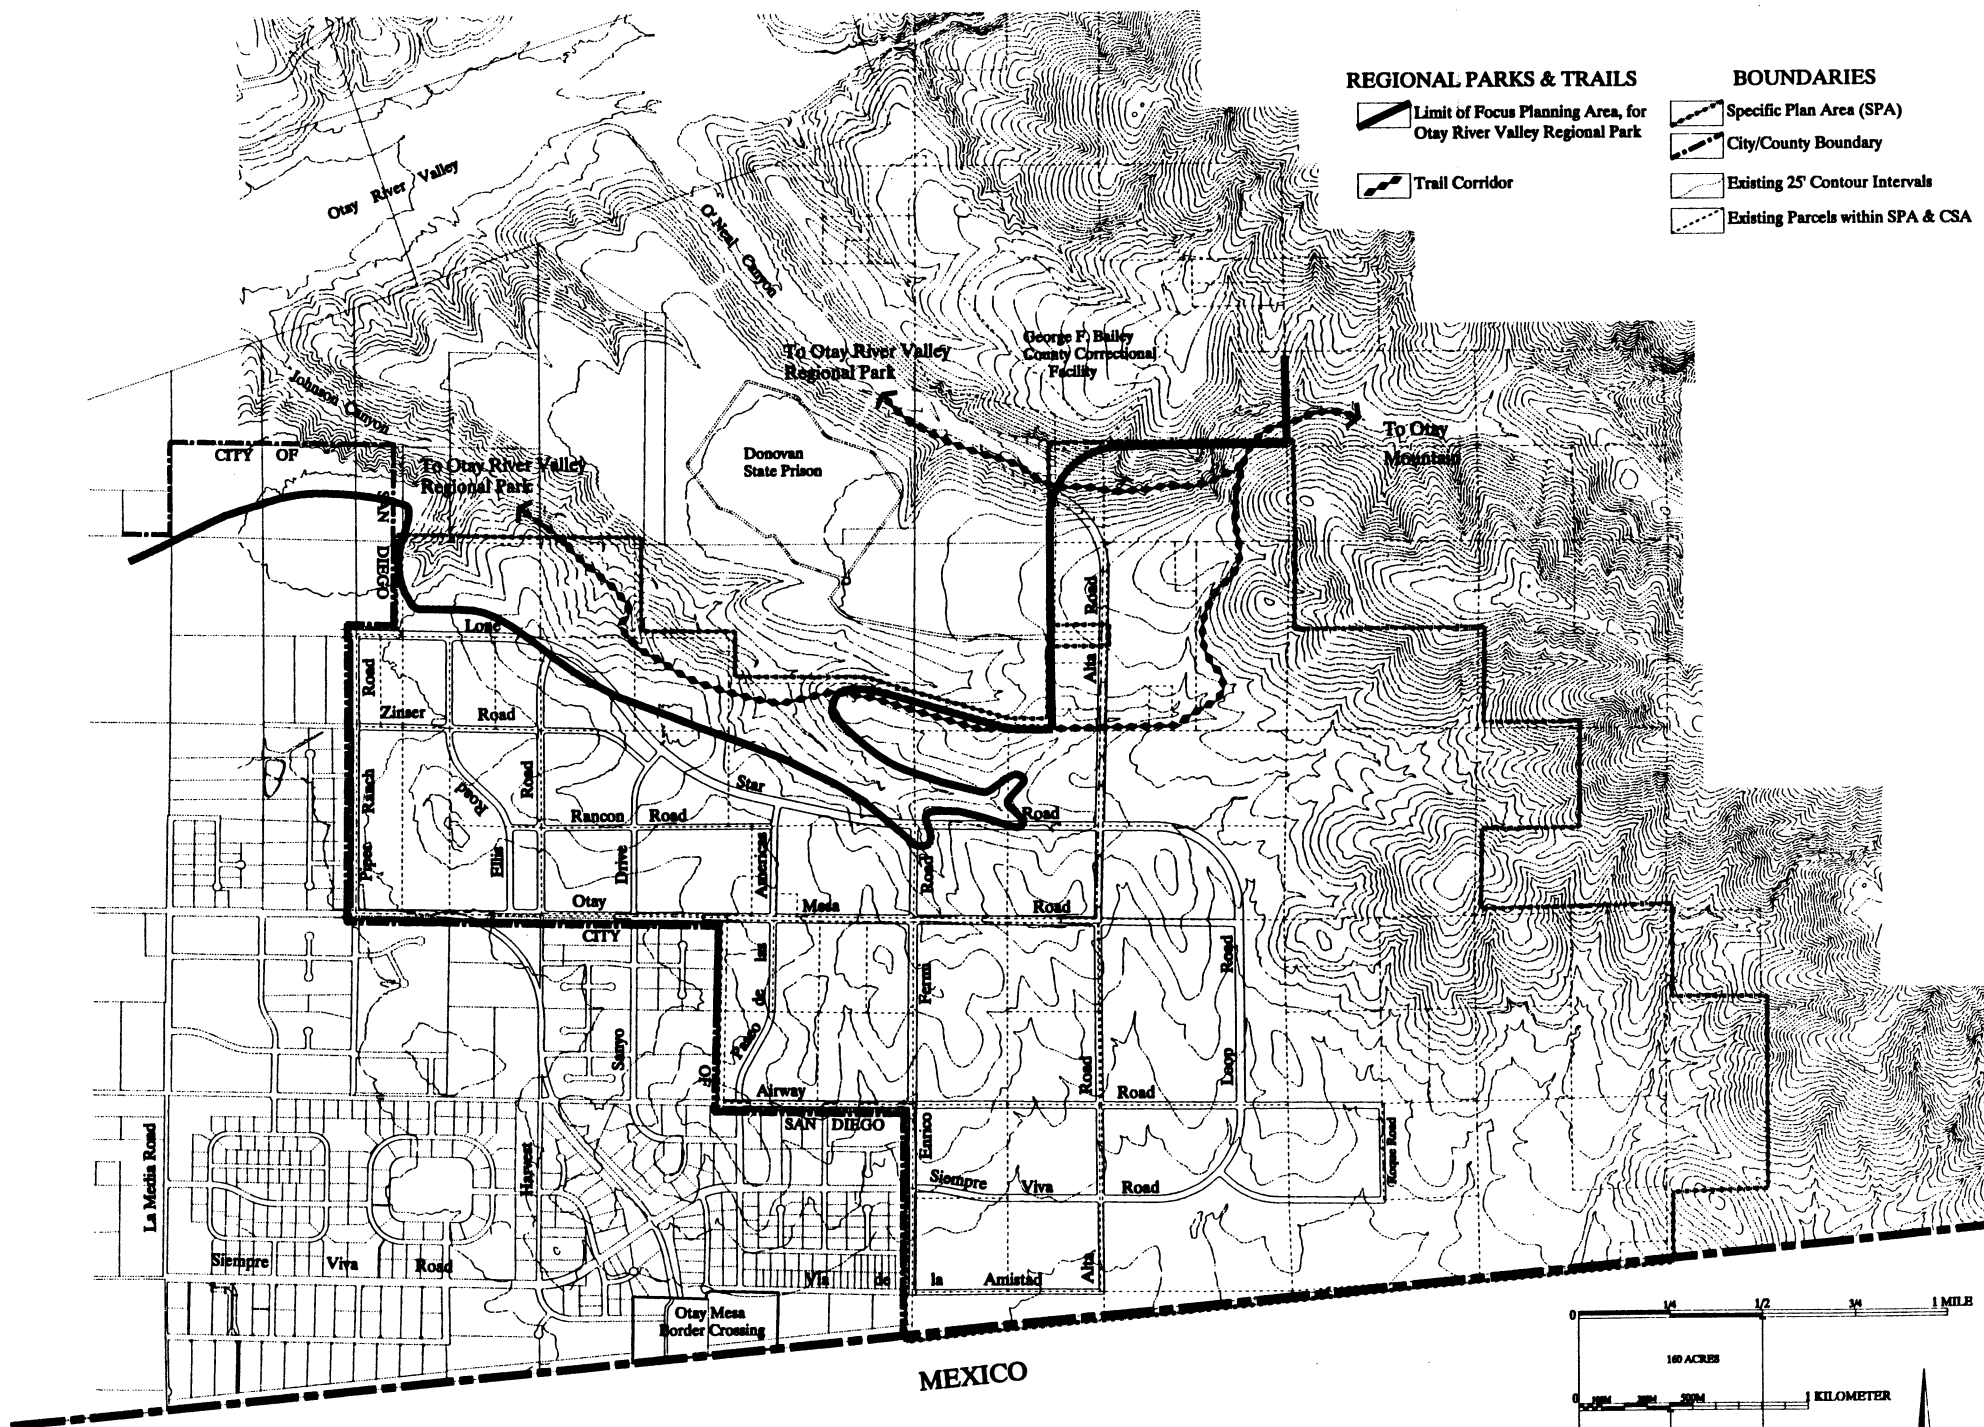 REGIONAL PARKS & TRAILS
Limit of Focus Planning Area, for
Otay River Valley Regional Park
Trail Corridor
BOUNDARIES
Specific Plan Area (SPA)
City/County Boundary
Existing 25' Contour Intervals
Existing Parcels within SPA & CSA
Otay River Valley
O' Neal Canyon
George F. Bailey
County Correctional
Facility
To Otay River Valley
Regional Park
Johnson Canyon
To Otay
Mountain
CITY OF
SAN DIEGO
To Otay River Valley
Regional Park
Donovan
State Prison
Lone
Star
Road
Alta Road
Zinser Road
Piper Ranch Road
Ellis Road
Road
Rancon Road
Drive
Americas
Road
Otay Mesa Road
CITY
OF
SAN DIEGO
Paseo de las
Sanyo
Enrico Fermi
Alta Road
Loop Road
Airway Road
Siempre Viva Road
La Media Road
Harvest
Siempre Viva Road
Via de la Amistad
Otay Mesa
Border Crossing
MEXICO
0 1/4 1/2 3/4 1 MILE
160 ACRES
0 100M 500M 1 KILOMETER